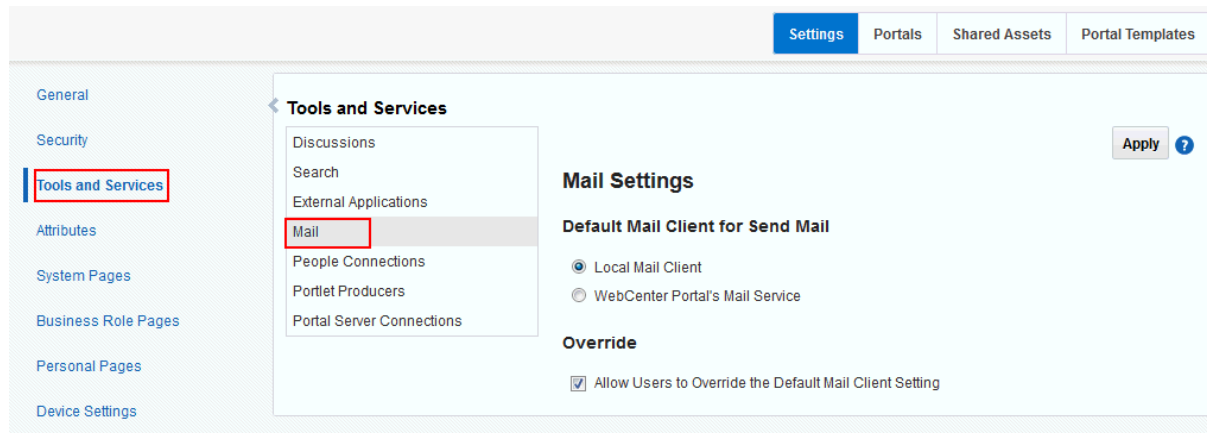 Settings Portals Shared Assets Portal Templates
General
Security
Tools and Services
Attributes
System Pages
Business Role Pages
Personal Pages
Device Settings
Tools and Services
Discussions
Search
External Applications
Mail
People Connections
Portlet Producers
Portal Server Connections
Apply ?
Mail Settings
Default Mail Client for Send Mail
Local Mail Client
WebCenter Portal's Mail Service
Override
Allow Users to Override the Default Mail Client Setting